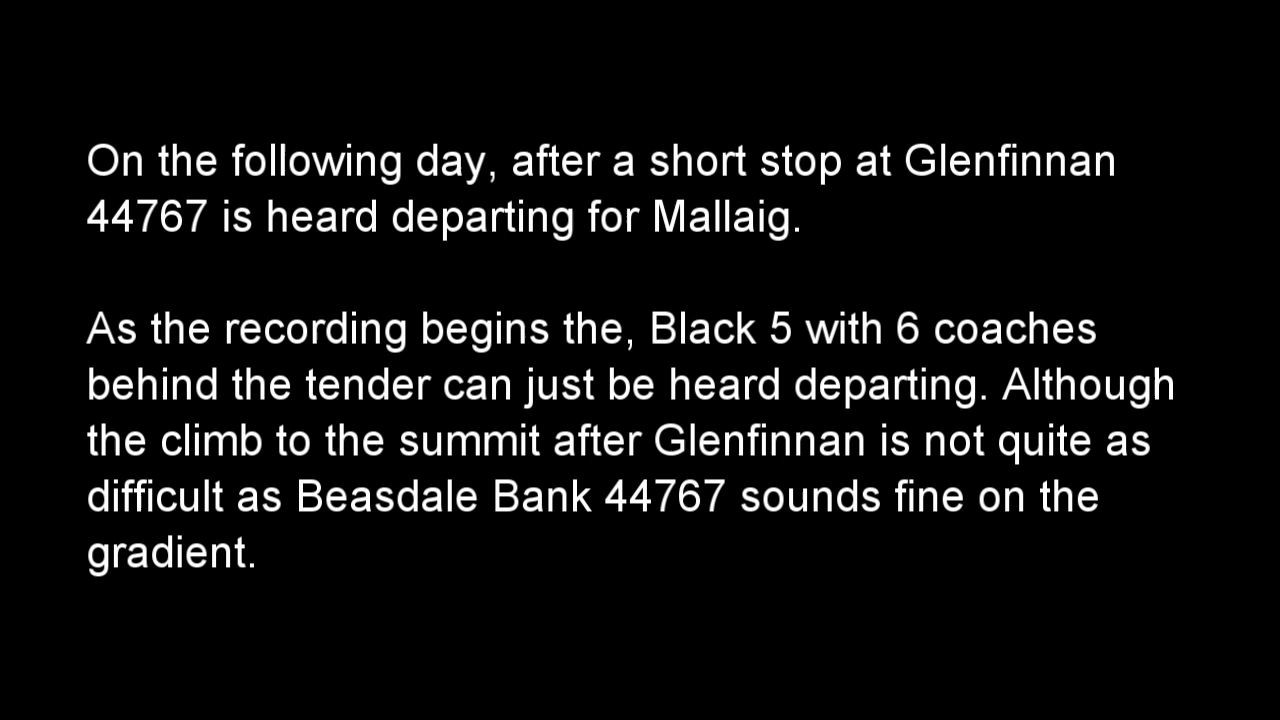 On the following day, after a short stop at Glenfinnan
44767 is heard departing for Mallaig.
As the recording begins the, Black 5 with 6 coaches
behind the tender can just be heard departing. Although
the climb to the summit after Glenfinnan is not quite as
difficult as Beasdale Bank 44767 sounds fine on the
gradient.